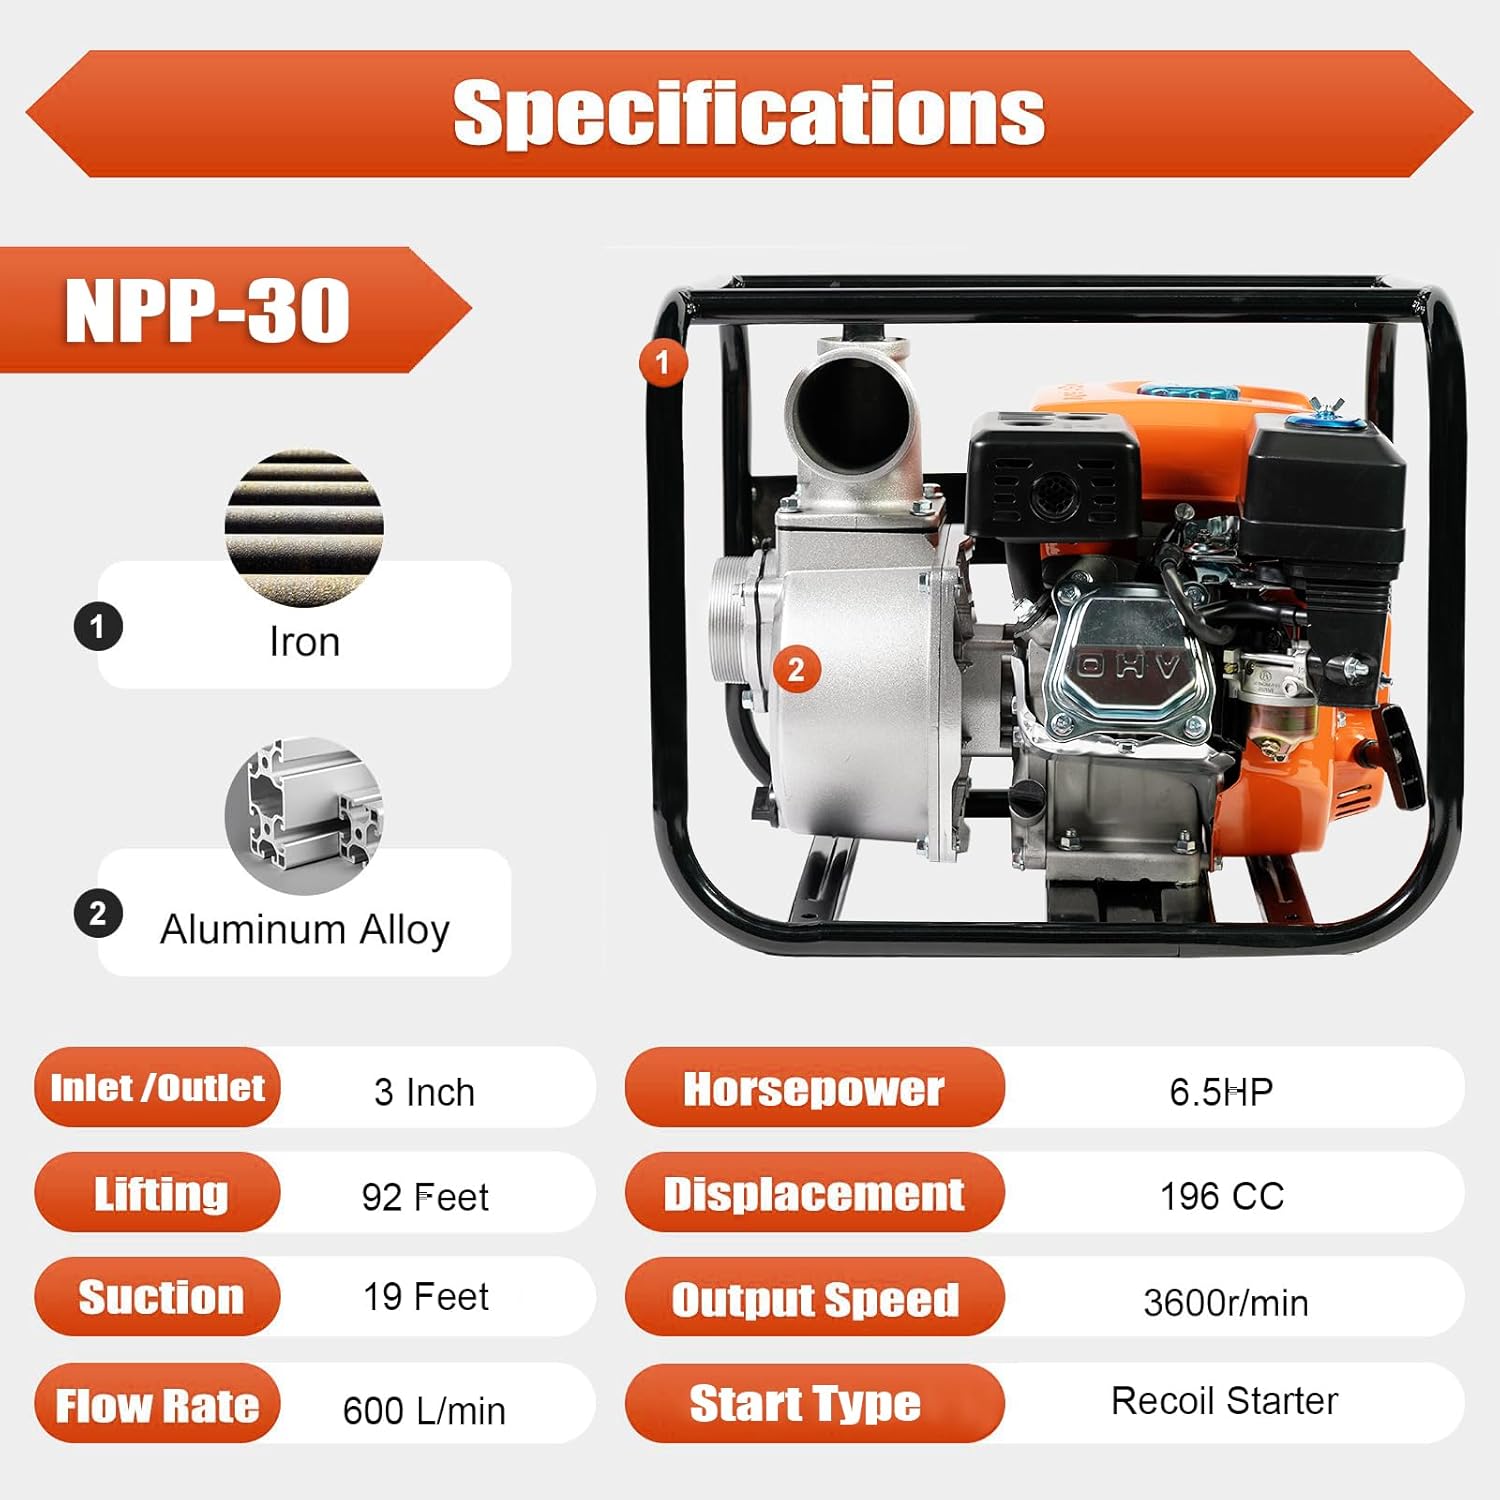 Specifications
NPP-30
1
1
Iron
2
OHV
2
Aluminum Alloy
Inlet /Outlet 3 Inch
Horsepower 6.5HP
Lifting 92 Feet
Displacement 196 CC
Suction 19 Feet
Output Speed 3600r/min
Flow Rate 600 L/min
Start Type Recoil Starter